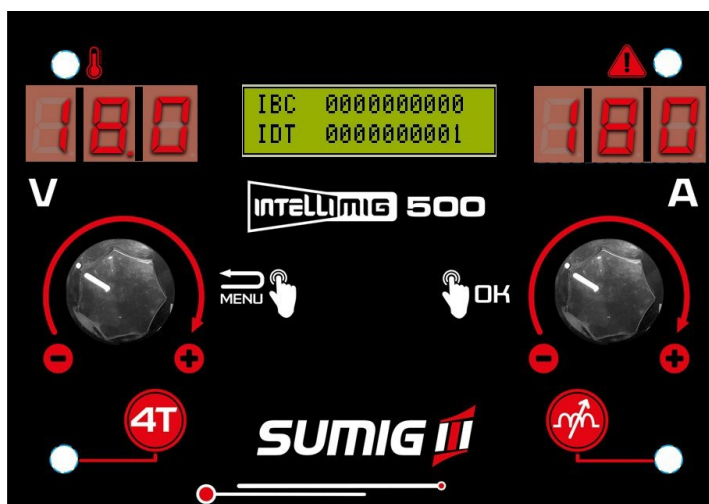 18.0
IBC 0000000000
IDT 0000000001
180
V
INTELLIMIG 500
A
MENU
OK
4T
SUMIG